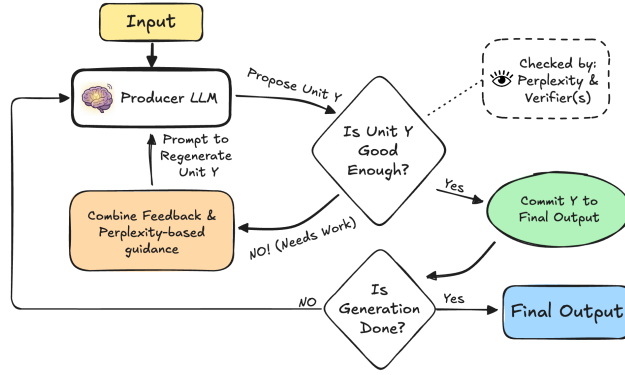 Input
Producer LLM
Propose Unit Y
Checked by:
Perplexity &
Verifier(s)
Is Unit Y
Good
Enough?
Prompt to
Regenerate
Unit Y
Yes
Commit Y to
Final Output
Combine Feedback &
Perplexity-based
guidance
NO! (Needs Work)
Is
Generation
Done?
NO
Yes
Final Output